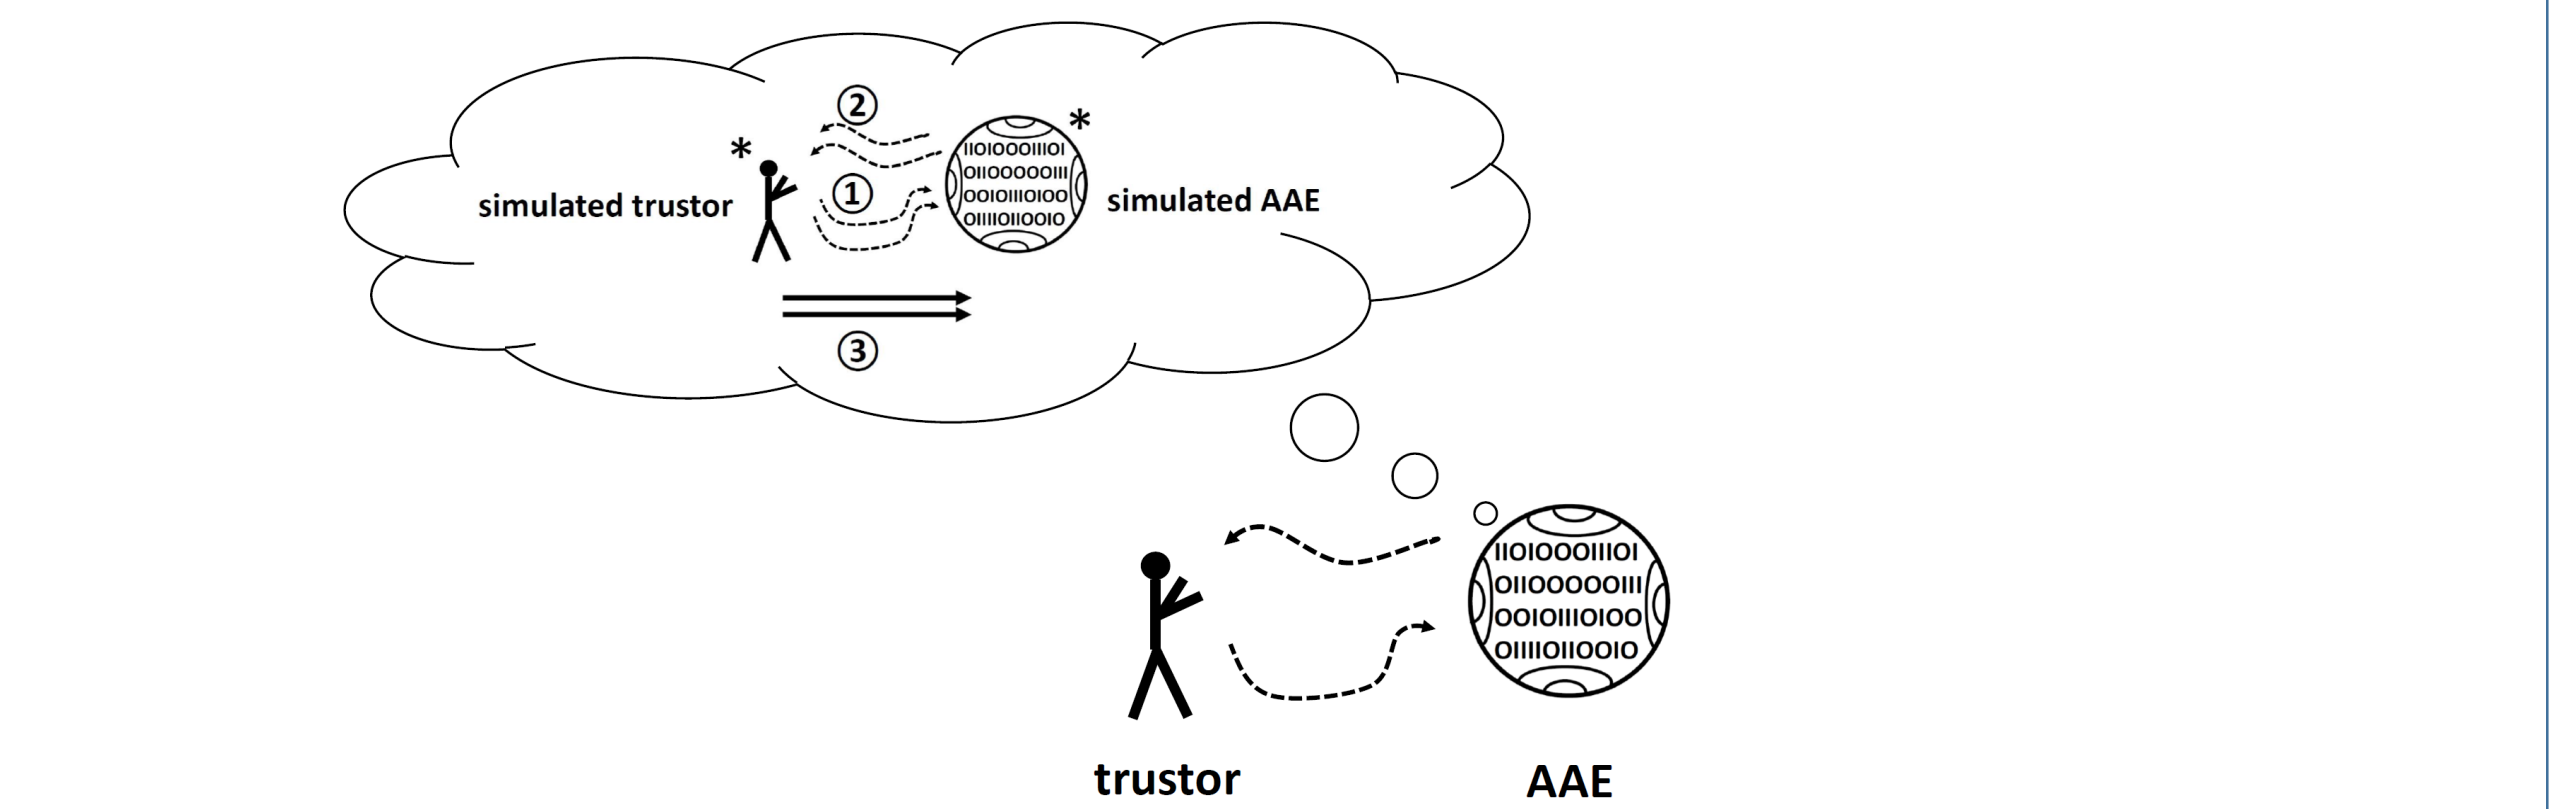 ②
*
*
IIOIOOOIIIOI
OIIOOOOOIII
simulated trustor
①
OOIOIIIOIOO
simulated AAE
OIIIIOIIOOIO
③
IIOIOOOIIIOI
OIIOOOOOIII
OOIOIIIOIOO
OIIIIOIIOOIO
trustor
AAE